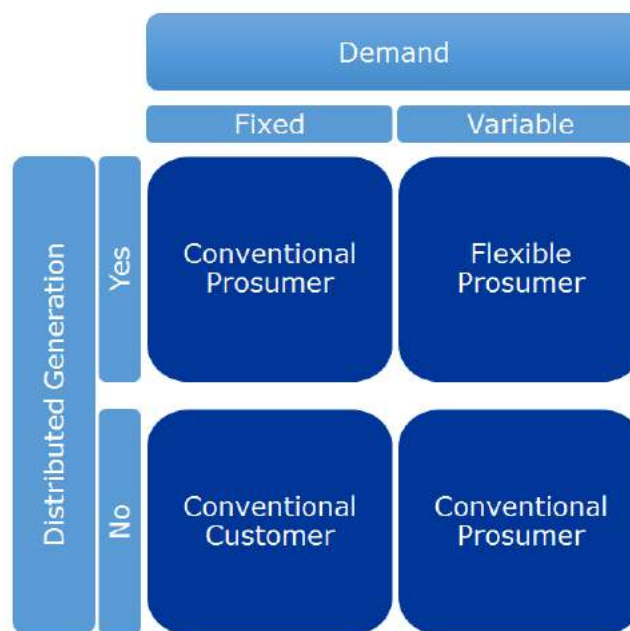 Demand
Fixed
Variable
Distributed Generation
Yes
Conventional
Prosumer
Flexible
Prosumer
No
Conventional
Customer
Conventional
Prosumer